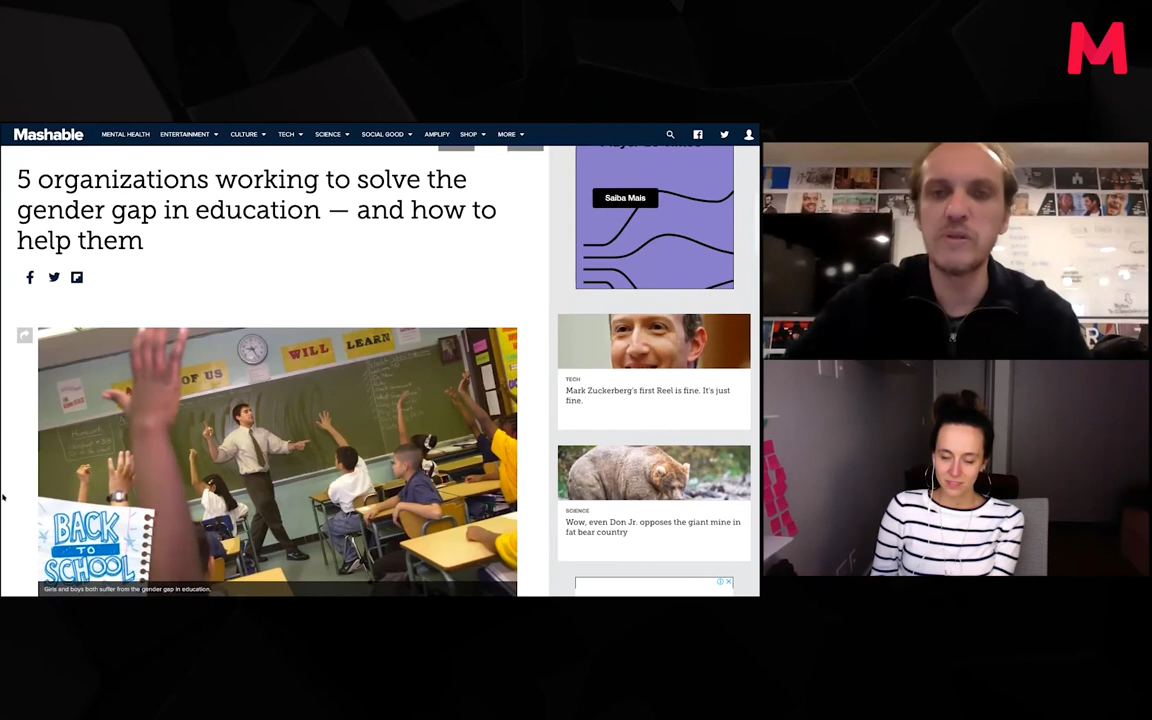 M
Mashable
MENTAL HEALTH ENTERTAINMENT CULTURE TECH SCIENCE SOCIAL GOOD AMPLIFY SHOP MORE
5 organizations working to solve the
gender gap in education — and how to
help them
WILL LEARN
OF US
Homework
BACK
TO
SCHOOL
Girls and boys both suffer from the gender gap in education.
Saiba Mais
TECH
Mark Zuckerberg's first Reel is fine. It's just
fine.
SCIENCE
Wow, even Don Jr. opposes the giant mine in
fat bear country